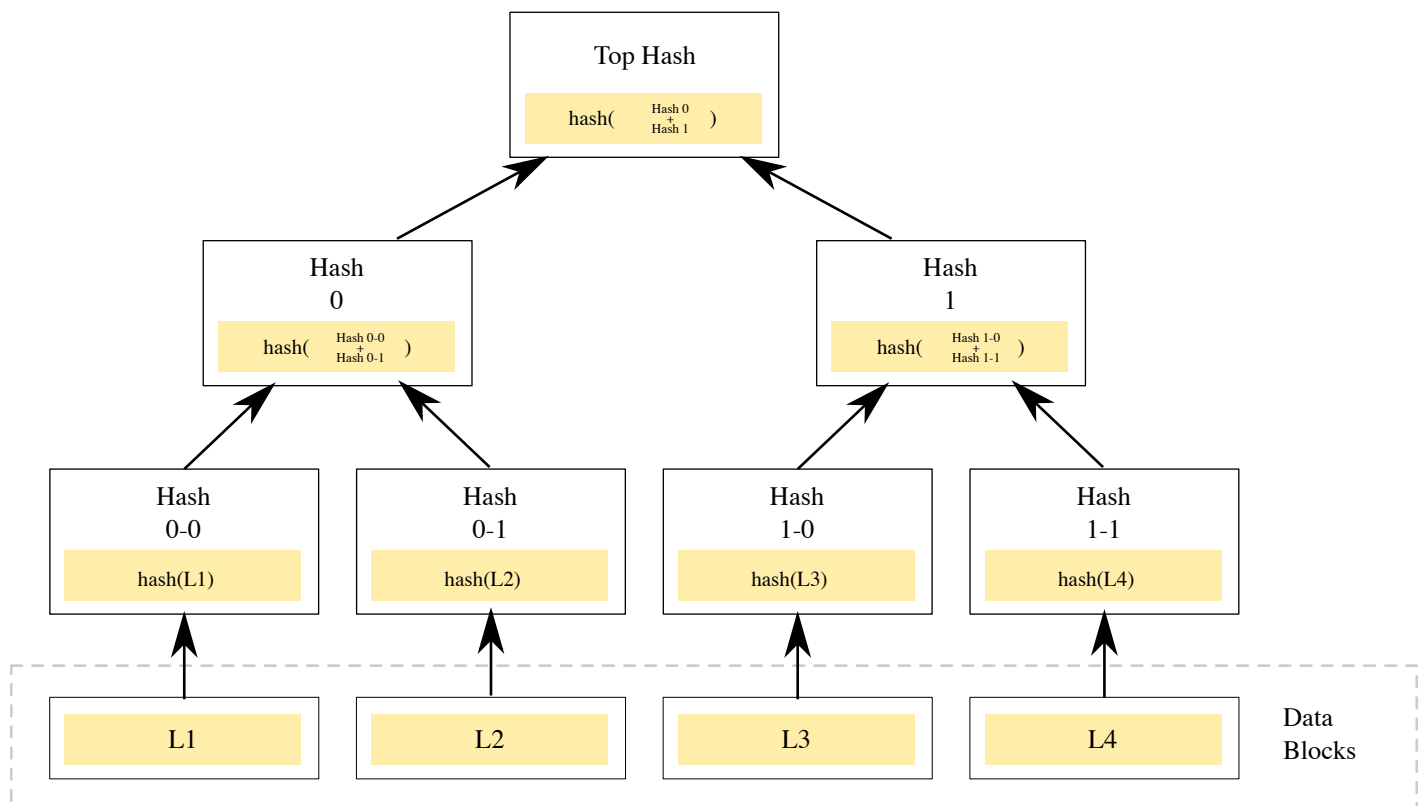 Top Hash
hash( Hash 0 + Hash 1 )
Hash
0
hash( Hash 0-0 + Hash 0-1 )
Hash
1
hash( Hash 1-0 + Hash 1-1 )
Hash
0-0
hash(L1)
Hash
0-1
hash(L2)
Hash
1-0
hash(L3)
Hash
1-1
hash(L4)
L1
L2
L3
L4
Data
Blocks